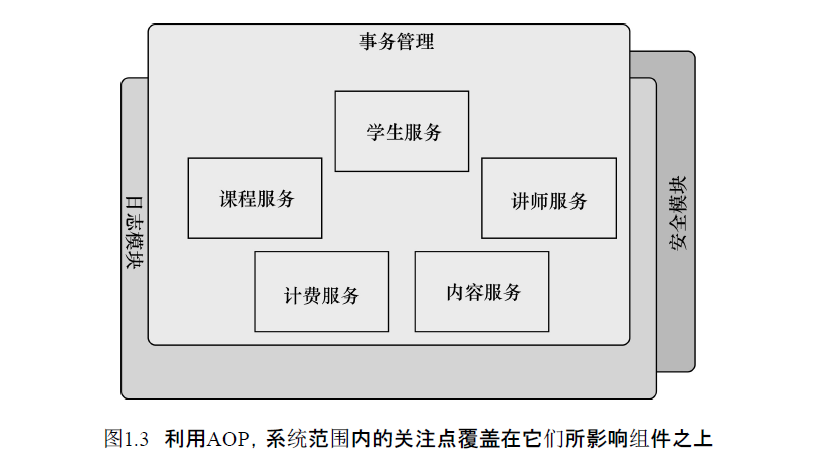 事务管理
学生服务
课程服务
讲师服务
日志模块
安全模块
计费服务
内容服务
图1.3 利用AOP，系统范围内的关注点覆盖在它们所影响组件之上